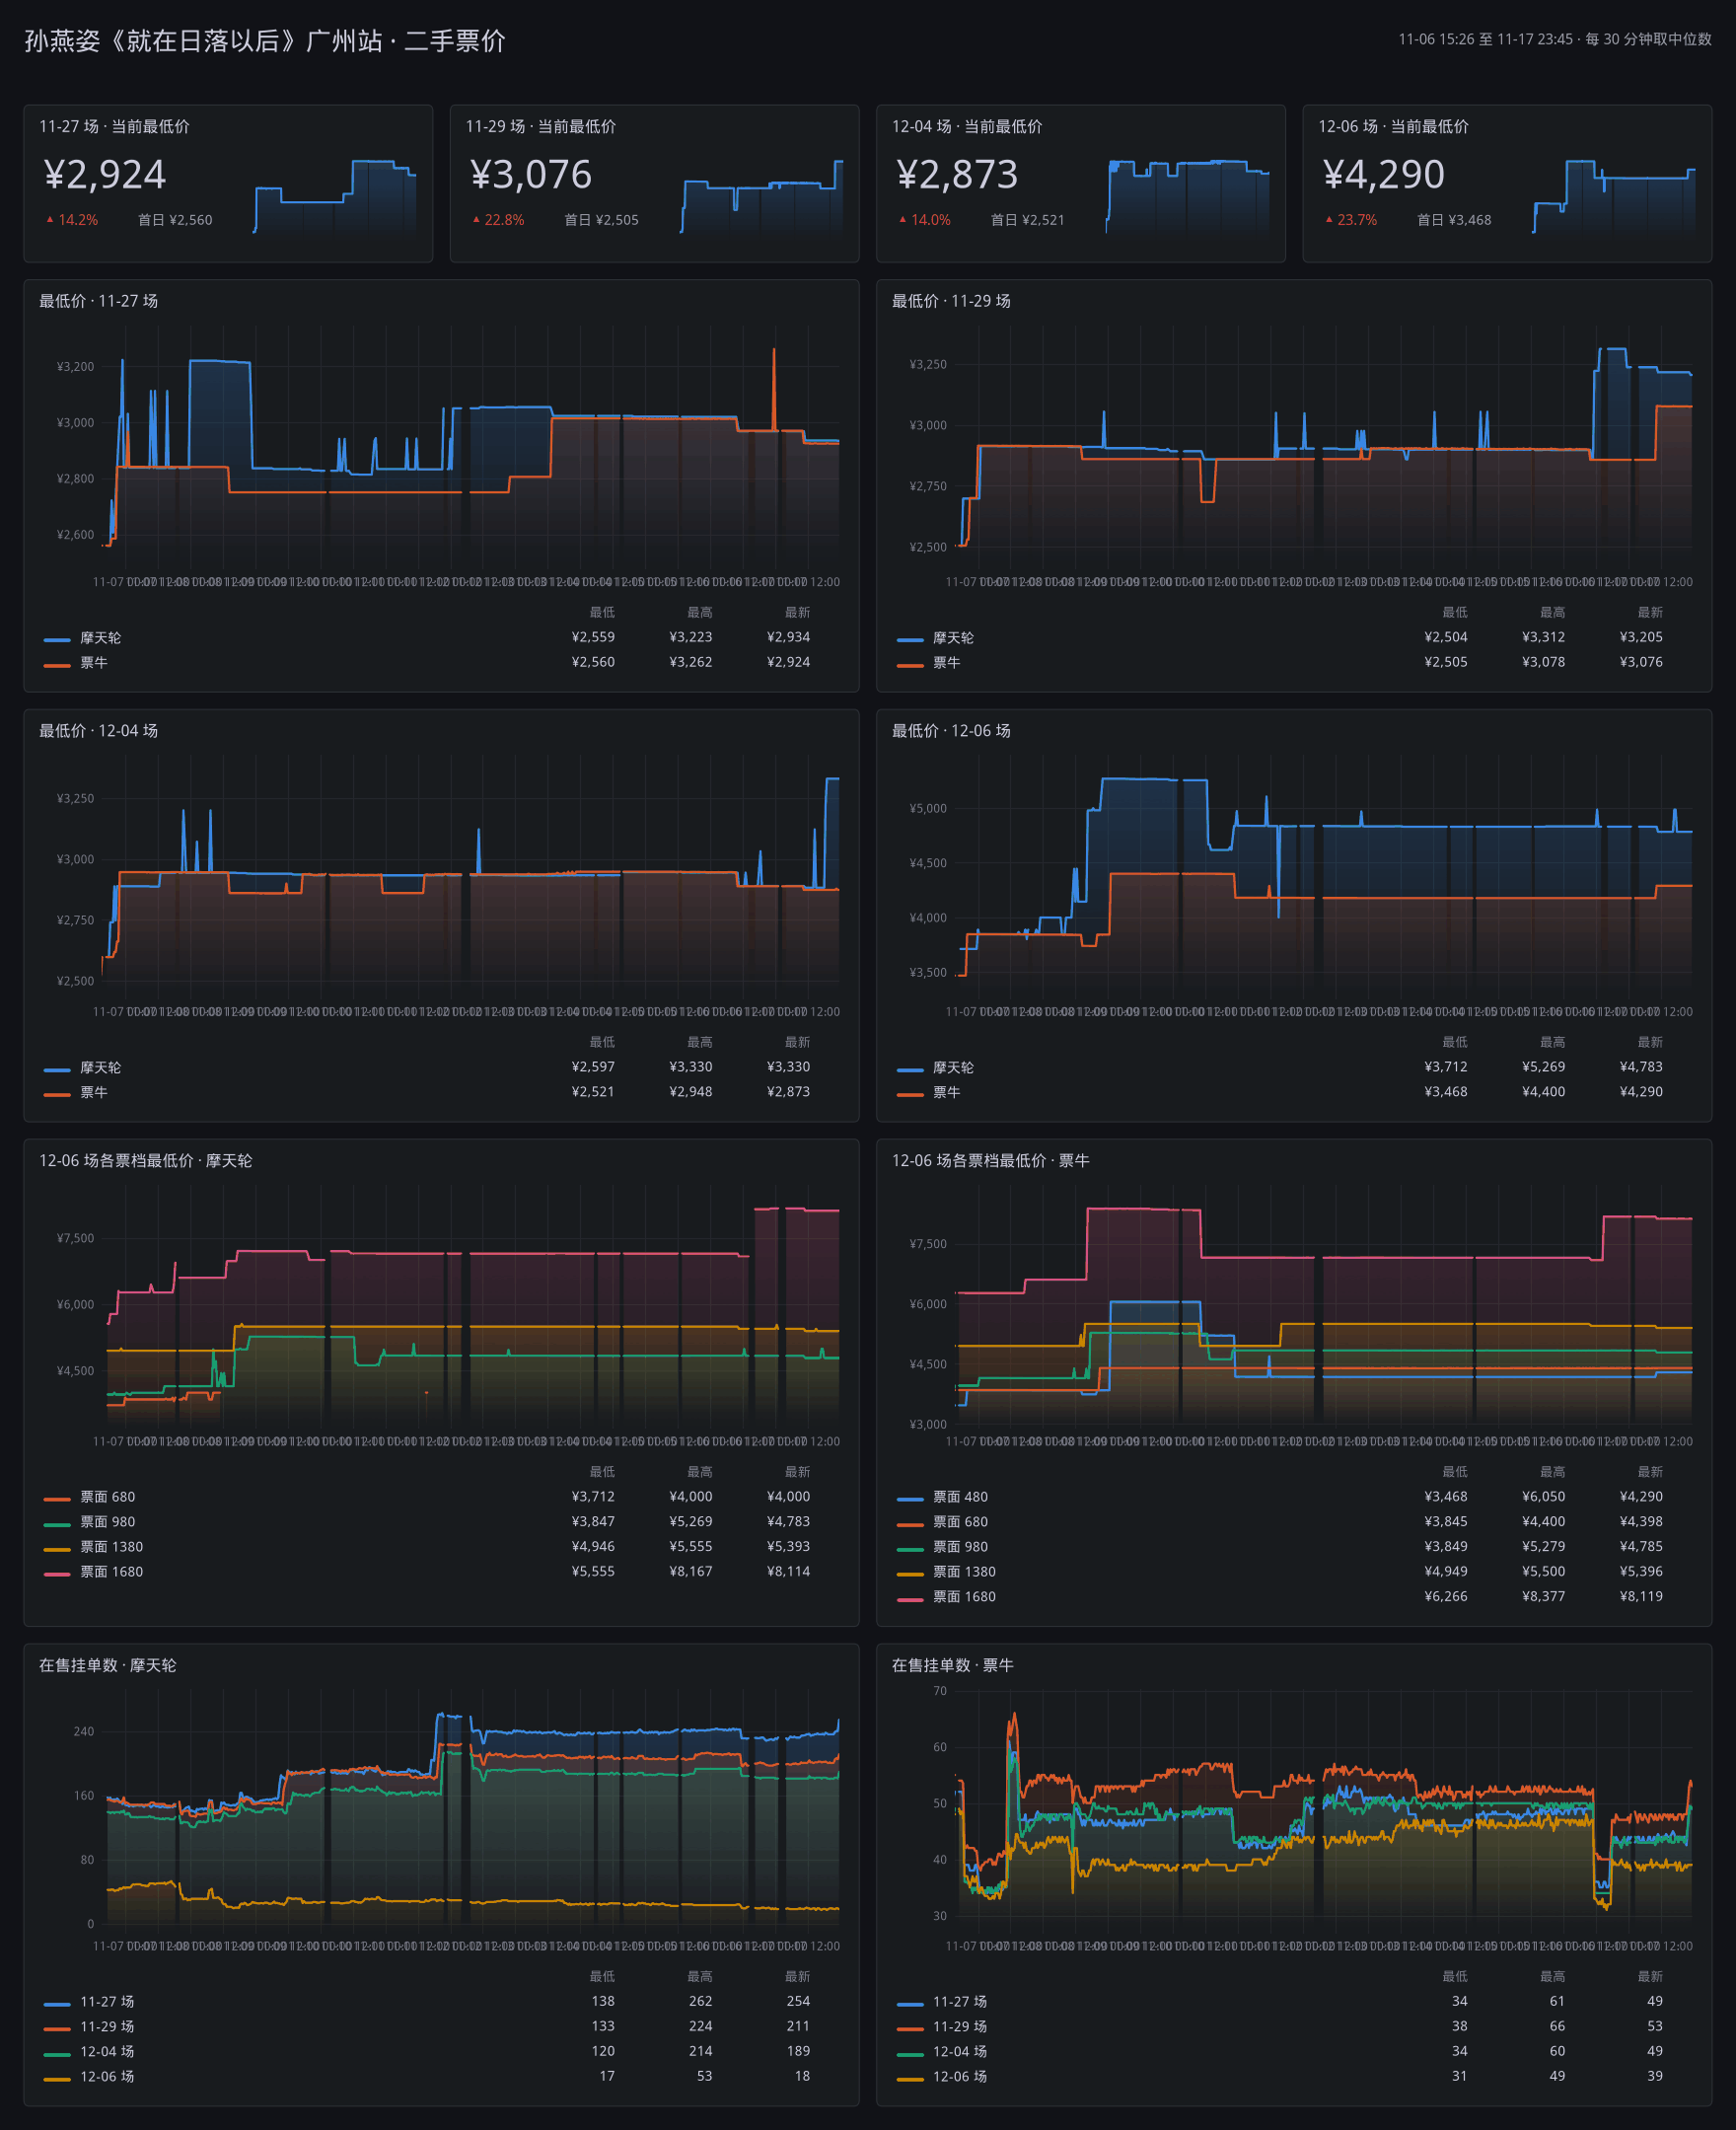 孙燕姿《就在日落以后》广州站 · 二手票价
11-06 15:26 至 11-17 23:45 · 每 30 分钟取中位数
11-27 场 · 当前最低价
¥2,924
14.2%
首日 ¥2,560
11-29 场 · 当前最低价
¥3,076
22.8%
首日 ¥2,505
12-04 场 · 当前最低价
¥2,873
14.0%
首日 ¥2,521
12-06 场 · 当前最低价
¥4,290
23.7%
首日 ¥3,468
最低价 · 11-27 场
¥3,200
¥3,000
¥2,800
¥2,600
最低 最高 最新
摩天轮 ¥2,559 ¥3,223 ¥2,934
票牛 ¥2,560 ¥3,262 ¥2,924
最低价 · 11-29 场
¥3,250
¥3,000
¥2,750
¥2,500
最低 最高 最新
摩天轮 ¥2,504 ¥3,312 ¥3,205
票牛 ¥2,505 ¥3,078 ¥3,076
最低价 · 12-04 场
¥3,250
¥3,000
¥2,750
¥2,500
最低 最高 最新
摩天轮 ¥2,597 ¥3,330 ¥3,330
票牛 ¥2,521 ¥2,948 ¥2,873
最低价 · 12-06 场
¥5,000
¥4,500
¥4,000
¥3,500
最低 最高 最新
摩天轮 ¥3,712 ¥5,269 ¥4,783
票牛 ¥3,468 ¥4,400 ¥4,290
12-06 场各票档最低价 · 摩天轮
¥7,500
¥6,000
¥4,500
最低 最高 最新
票面 680 ¥3,712 ¥4,000 ¥4,000
票面 980 ¥3,847 ¥5,269 ¥4,783
票面 1380 ¥4,946 ¥5,555 ¥5,393
票面 1680 ¥5,555 ¥8,167 ¥8,114
12-06 场各票档最低价 · 票牛
¥7,500
¥6,000
¥4,500
¥3,000
最低 最高 最新
票面 480 ¥3,468 ¥6,050 ¥4,290
票面 680 ¥3,845 ¥4,400 ¥4,398
票面 980 ¥3,849 ¥5,279 ¥4,785
票面 1380 ¥4,949 ¥5,500 ¥5,396
票面 1680 ¥6,266 ¥8,377 ¥8,119
在售挂单数 · 摩天轮
240
160
80
0
最低 最高 最新
11-27 场 138 262 254
11-29 场 133 224 211
12-04 场 120 214 189
12-06 场 17 53 18
在售挂单数 · 票牛
70
60
50
40
30
最低 最高 最新
11-27 场 34 61 49
11-29 场 38 66 53
12-04 场 34 60 49
12-06 场 31 49 39